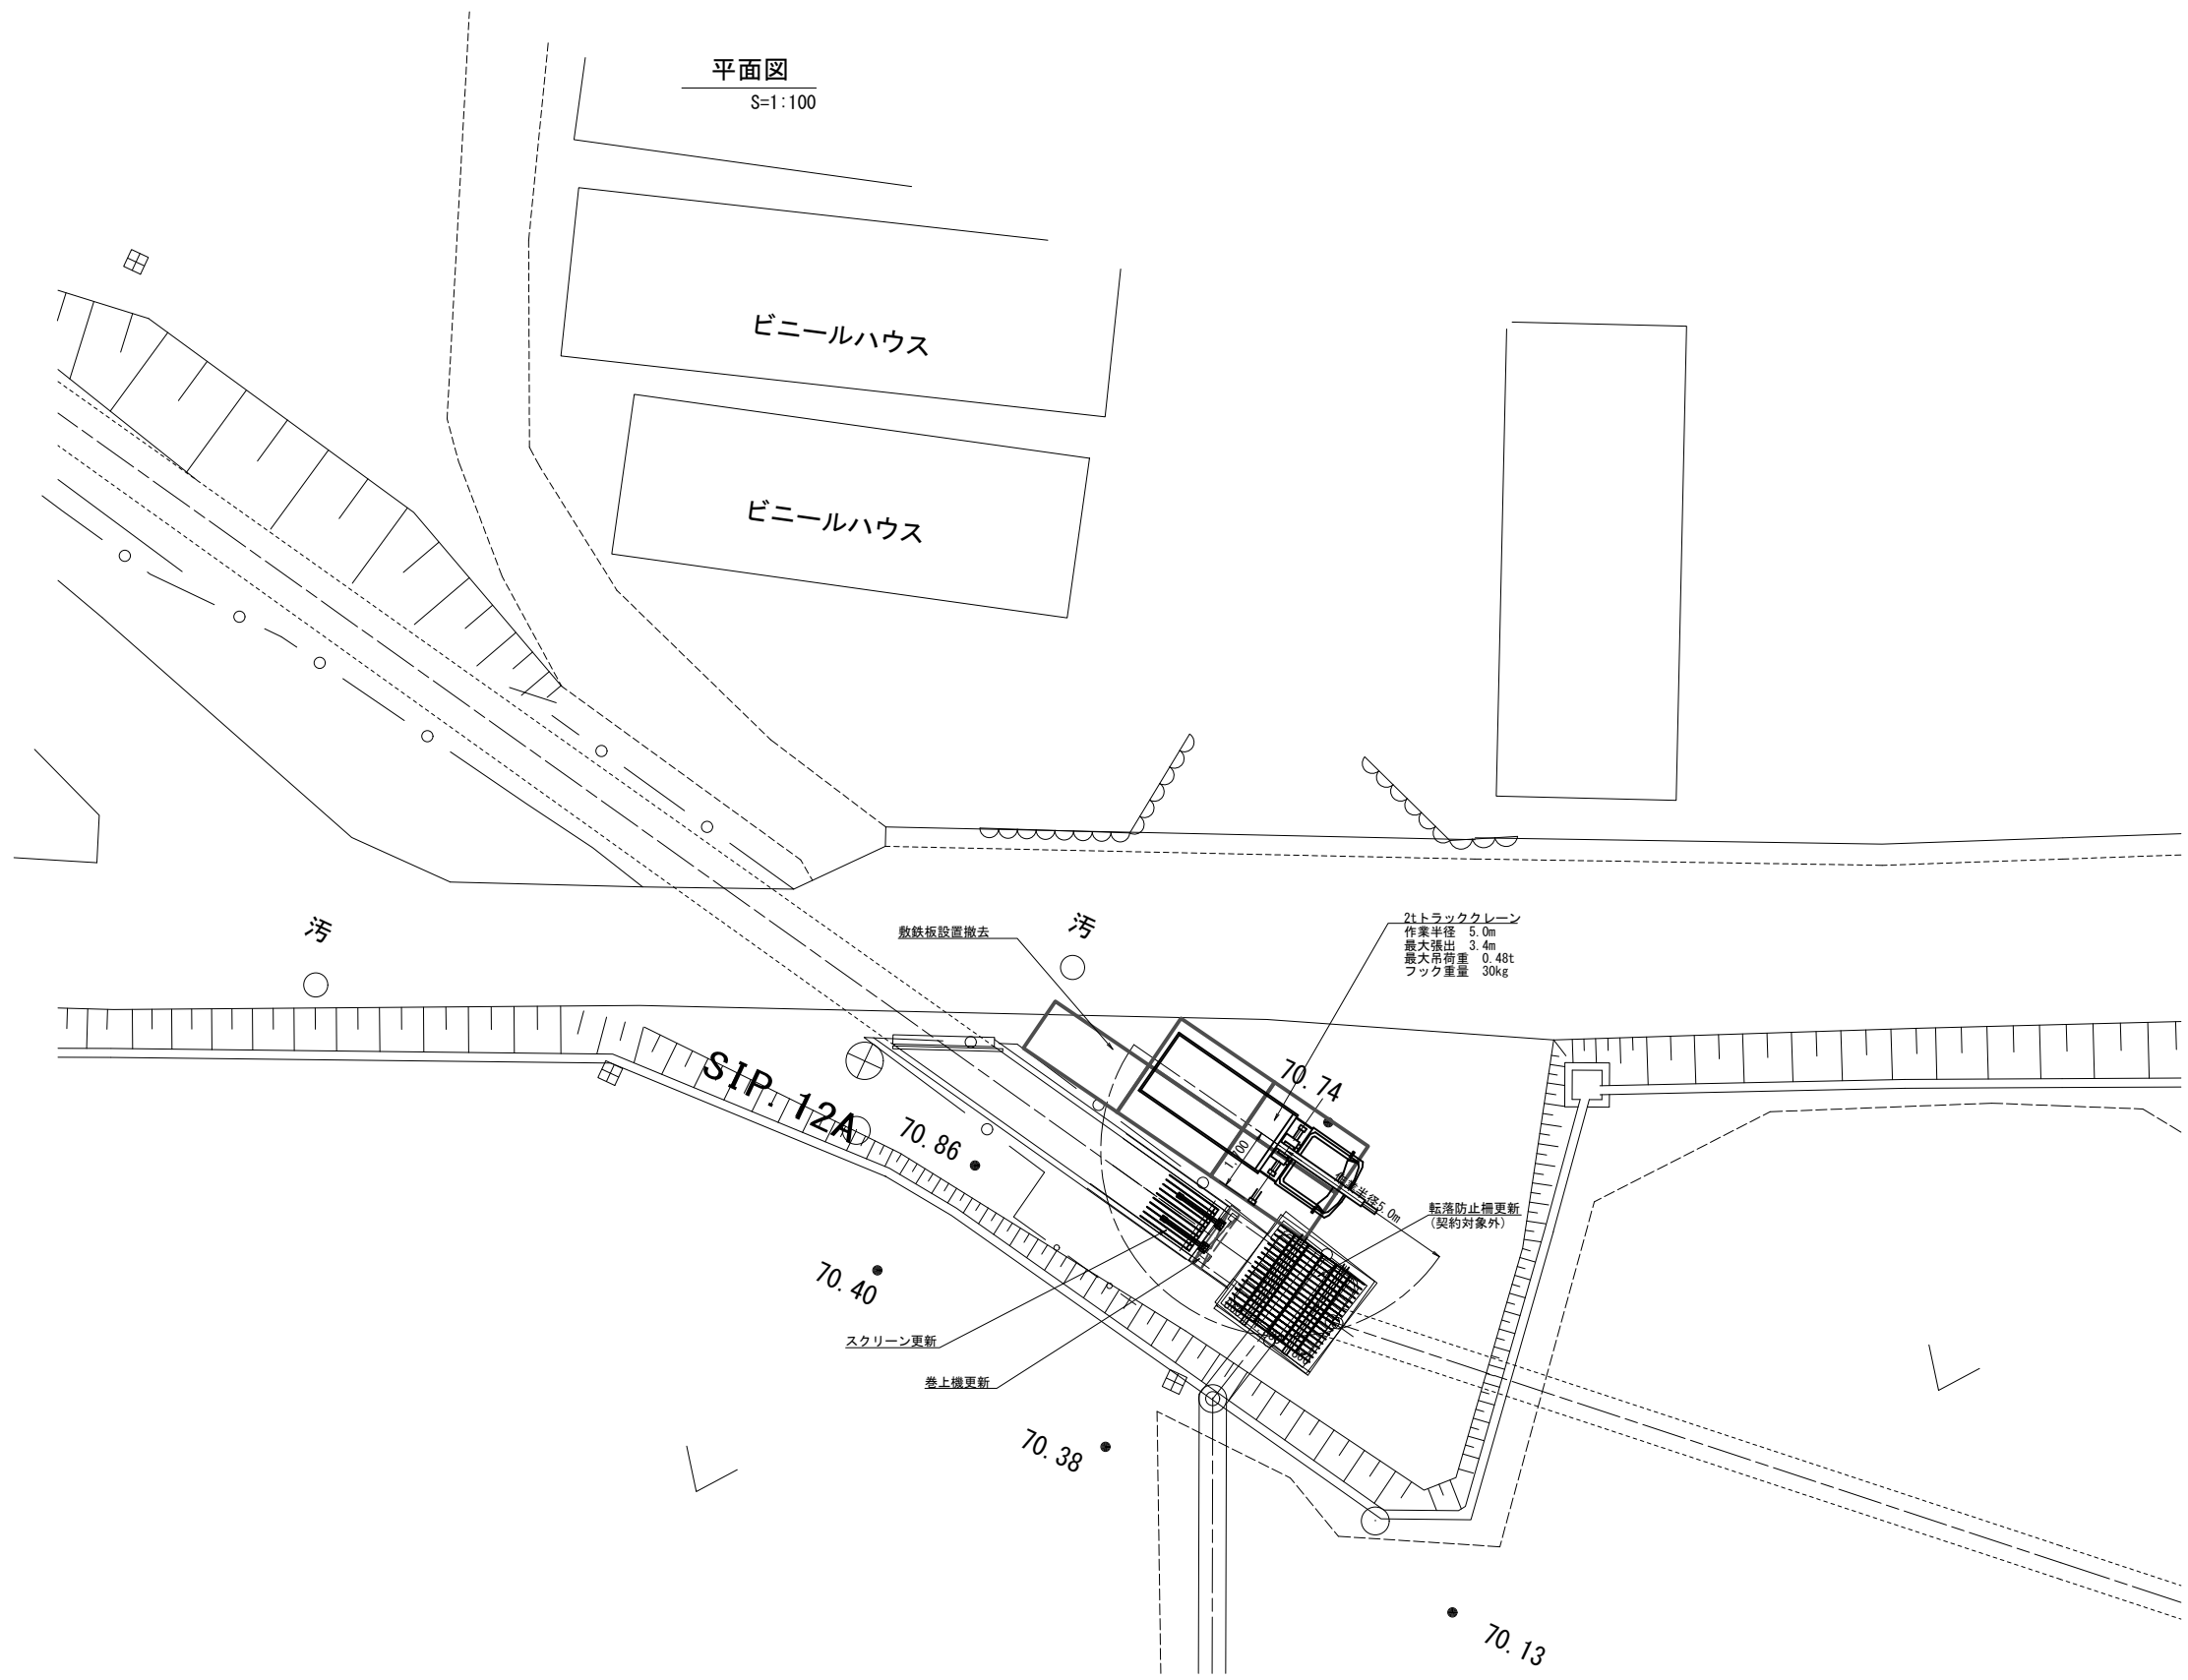 平面図
S=1:100
ビニールハウス
ビニールハウス
汚
汚
敷鉄板設置撤去
2tトラッククレーン
作業半径 5.0m
最大張出 3.4m
最大吊荷重 0.48t
フック重量 30kg
SIP.12A
70.74
70.86
作業半径5.0m
転落防止柵更新
(契約対象外)
70.40
スクリーン更新
巻上機更新
70.38
70.13